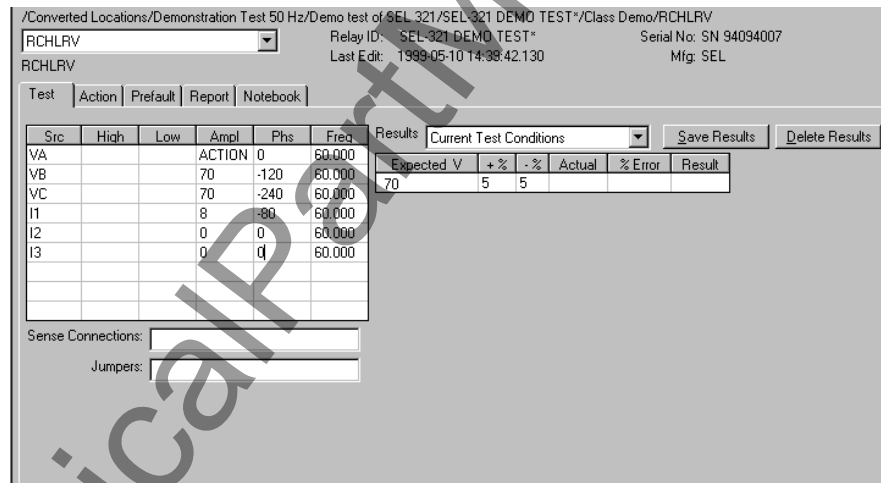 /Converted Locations/Demonstration Test 50 Hz/Demo test of SEL 321/SEL-321 DEMO TEST*/Class Demo/RCHLRV
RCHLRV Relay ID: SEL-321 DEMO TEST* Serial No: SN 94094007
RCHLRV Last Edit: 1999-05-10 14:39:42.130 Mfg: SEL
Test Action Prefault Report Notebook
Results Current Test Conditions Save Results Delete Results
Src High Low Ampl Phs Freq
VA ACTION 0 60.000
VB 70 -120 60.000
VC 70 -240 60.000
I1 8 -80 60.000
I2 0 0 60.000
I3 0 0 60.000
Expected V + % - % Actual % Error Result
70 5 5
Sense Connections:
Jumpers: